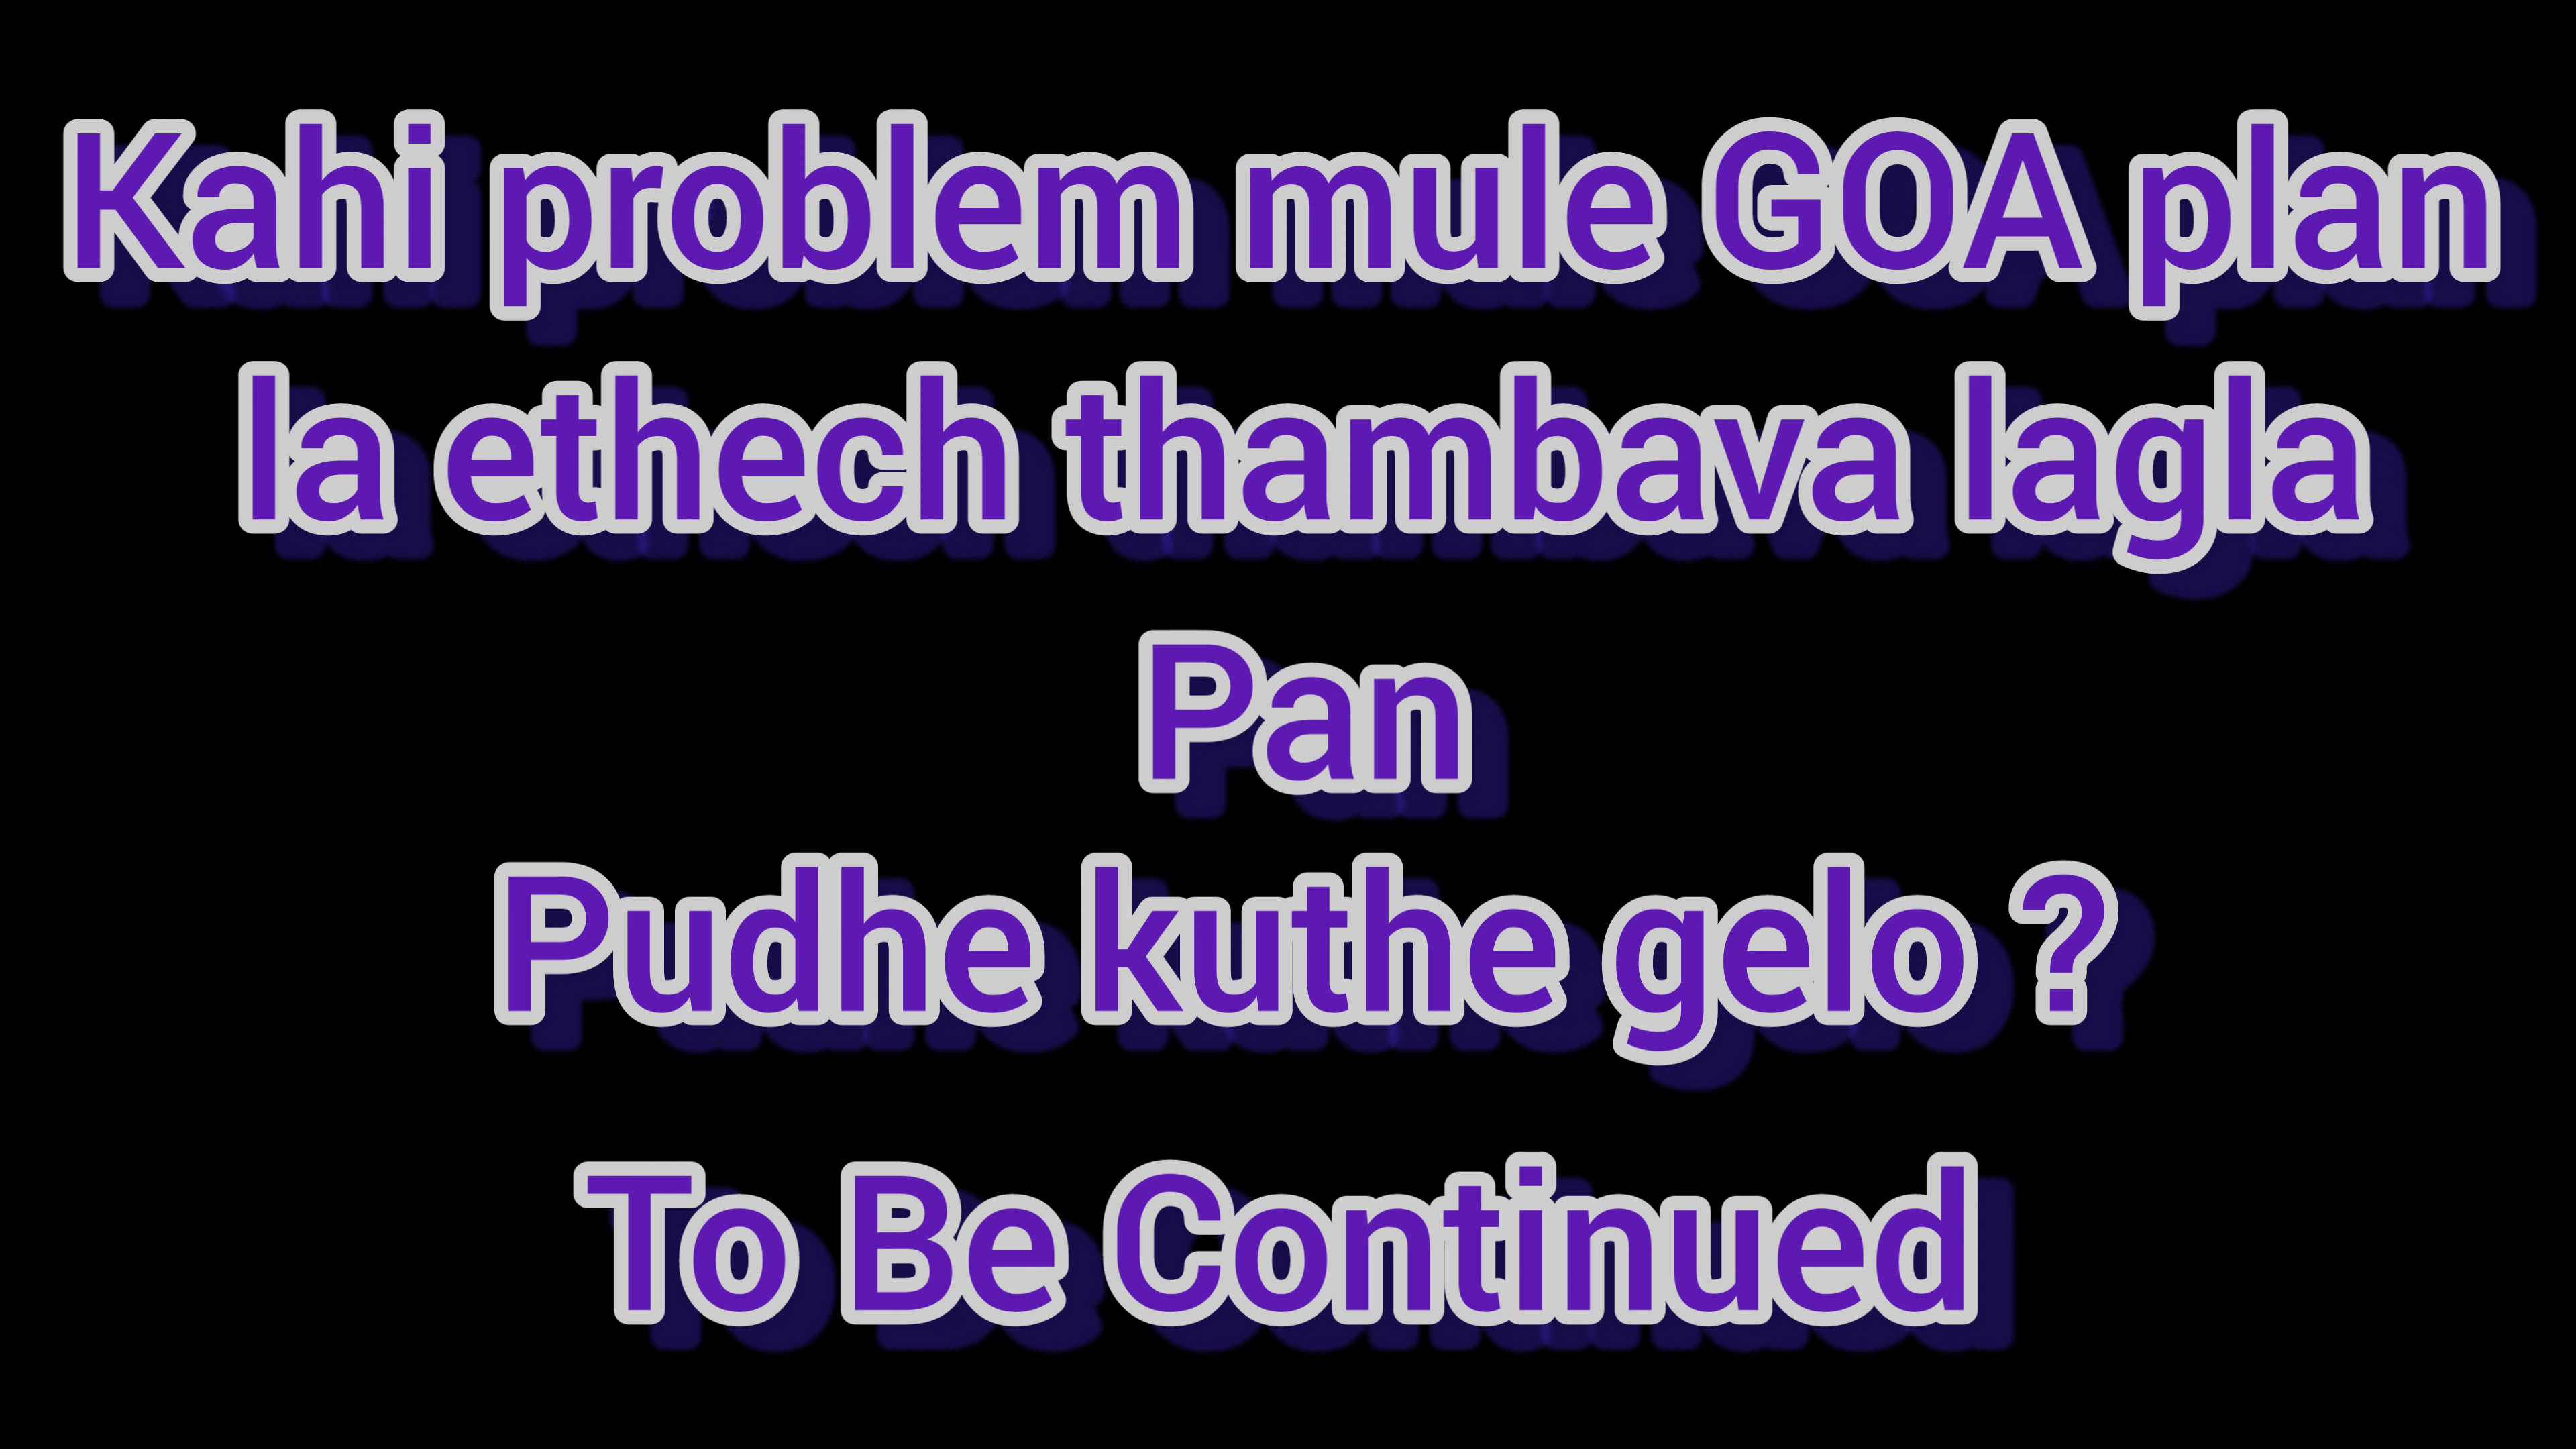 Kahi problem mule GOA plan
la ethech thambava lagla
Pan
Pudhe kuthe gelo ?
To Be Continued